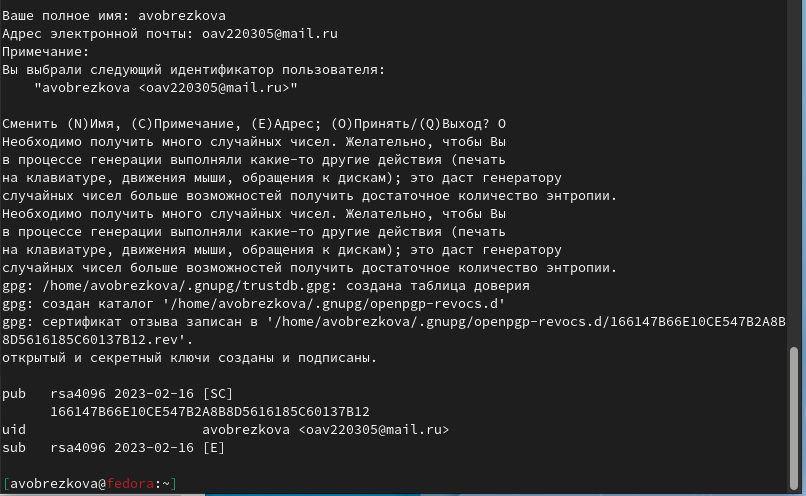 Ваше полное имя: avobrezkova
Адрес электронной почты: oav220305@mail.ru
Примечание:
Вы выбрали следующий идентификатор пользователя:
    "avobrezkova <oav220305@mail.ru>"

Сменить (N)Имя, (C)Примечание, (E)Адрес; (O)Принять/(Q)Выход? O
Необходимо получить много случайных чисел. Желательно, чтобы Вы
в процессе генерации выполняли какие-то другие действия (печать
на клавиатуре, движения мыши, обращения к дискам); это даст генератору
случайных чисел больше возможностей получить достаточное количество энтропии.
Необходимо получить много случайных чисел. Желательно, чтобы Вы
в процессе генерации выполняли какие-то другие действия (печать
на клавиатуре, движения мыши, обращения к дискам); это даст генератору
случайных чисел больше возможностей получить достаточное количество энтропии.
gpg: /home/avobrezkova/.gnupg/trustdb.gpg: создана таблица доверия
gpg: создан каталог '/home/avobrezkova/.gnupg/openpgp-revocs.d'
gpg: сертификат отзыва записан в '/home/avobrezkova/.gnupg/openpgp-revocs.d/166147B66E10CE547B2A8B
8D5616185C60137B12.rev'.
открытый и секретный ключи созданы и подписаны.

pub   rsa4096 2023-02-16 [SC]
      166147B66E10CE547B2A8B8D5616185C60137B12
uid                      avobrezkova <oav220305@mail.ru>
sub   rsa4096 2023-02-16 [E]

[avobrezkova@fedora:~]